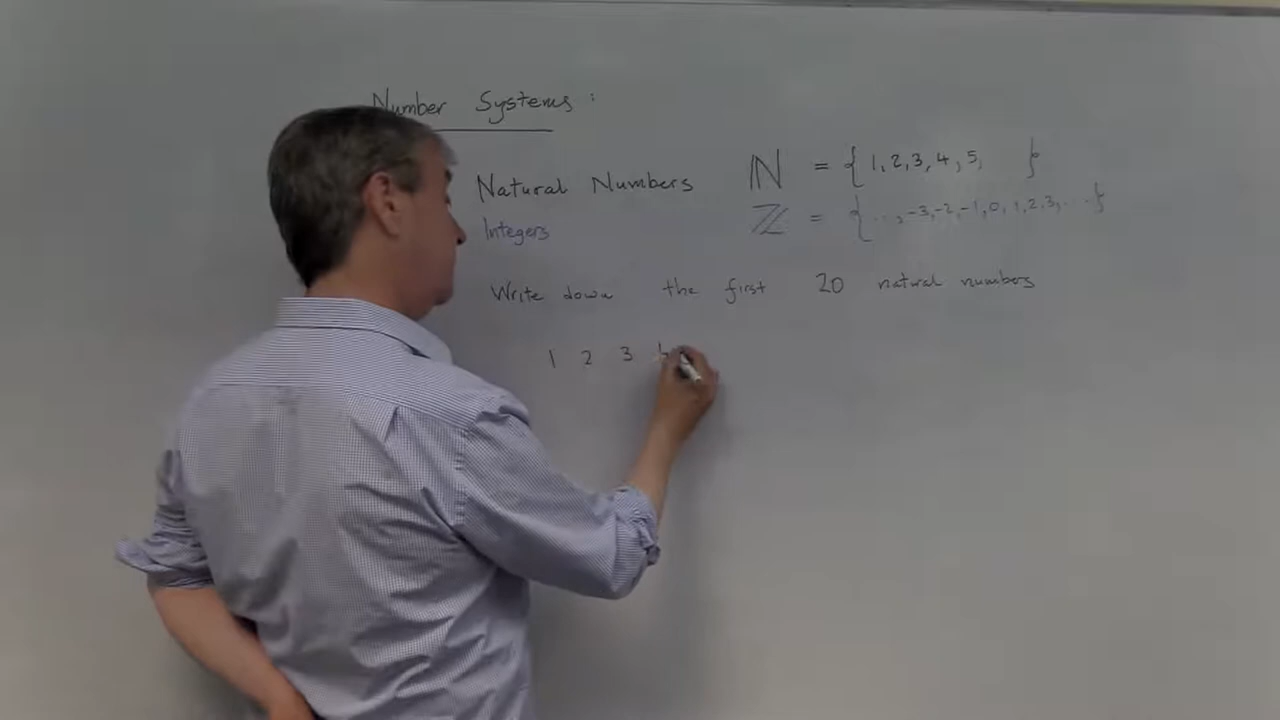 Number Systems :
Natural Numbers ℕ = { 1, 2, 3, 4, 5, }
Integers ℤ = { . . , -3, -2, -1, 0, 1, 2, 3, . . . }
Write down the first 20 natural numbers
1 2 3 4